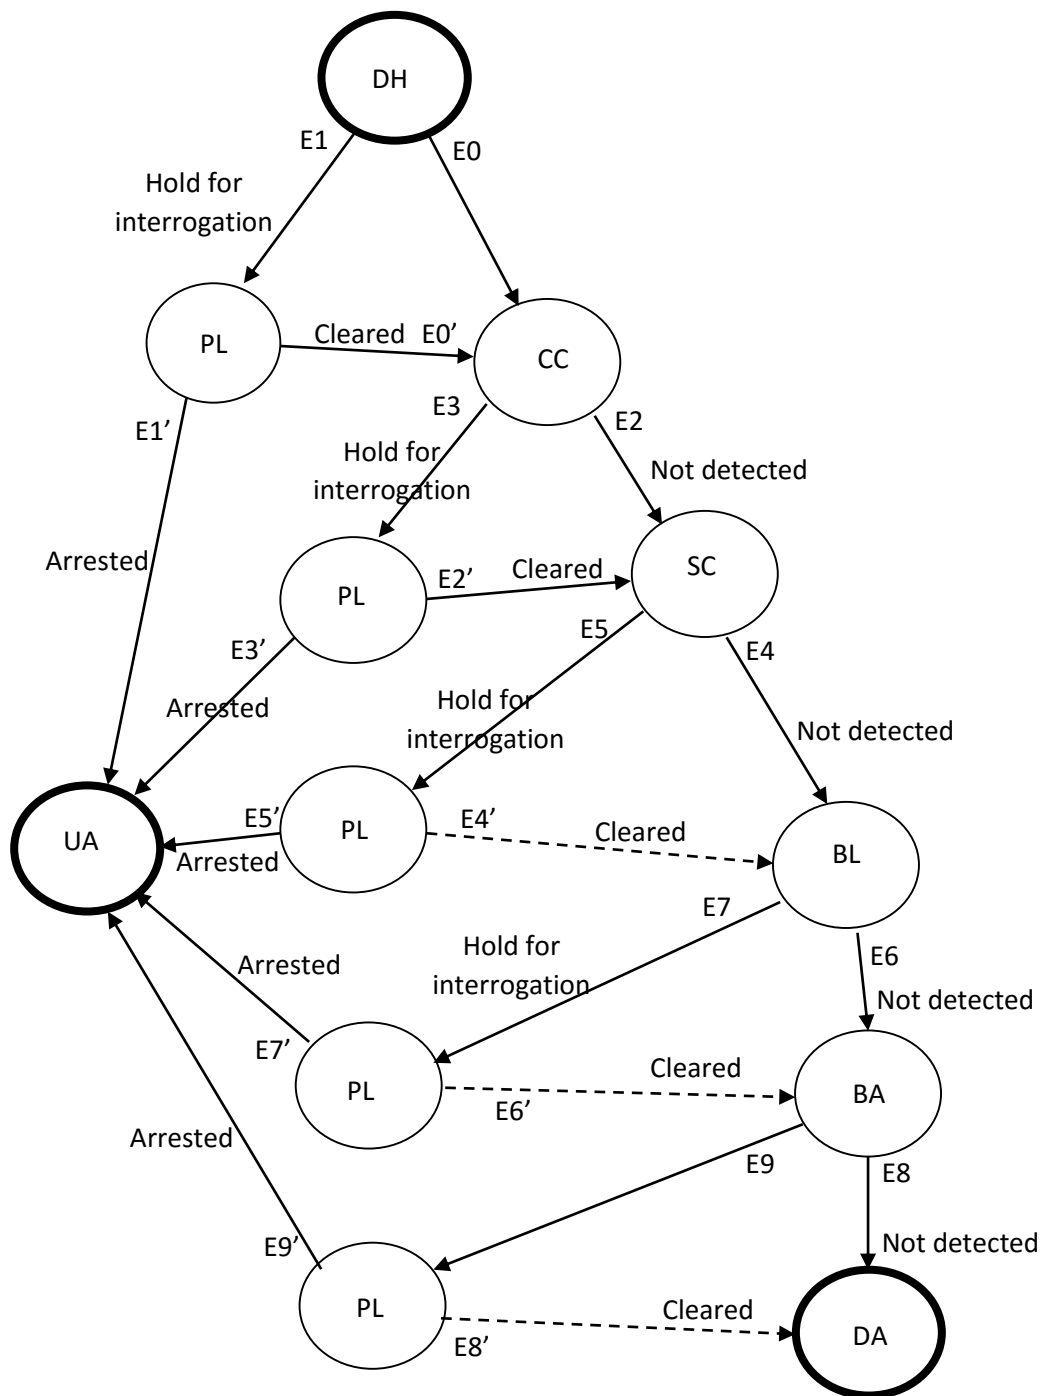 DH
E1
E0
Hold for
interrogation
PL
Cleared E0’
CC
E3
E2
E1’
Hold for
interrogation
Not detected
Arrested
PL
E2’
Cleared
SC
E3’
E5
E4
Arrested
Hold for
interrogation
Not detected
UA
E5’
Arrested
PL
E4’
Cleared
BL
E7
Arrested
Hold for
interrogation
E6
Not detected
E7’
PL
Cleared
E6’
BA
Arrested
E9
E8
E9’
Not detected
PL
Cleared
E8’
DA